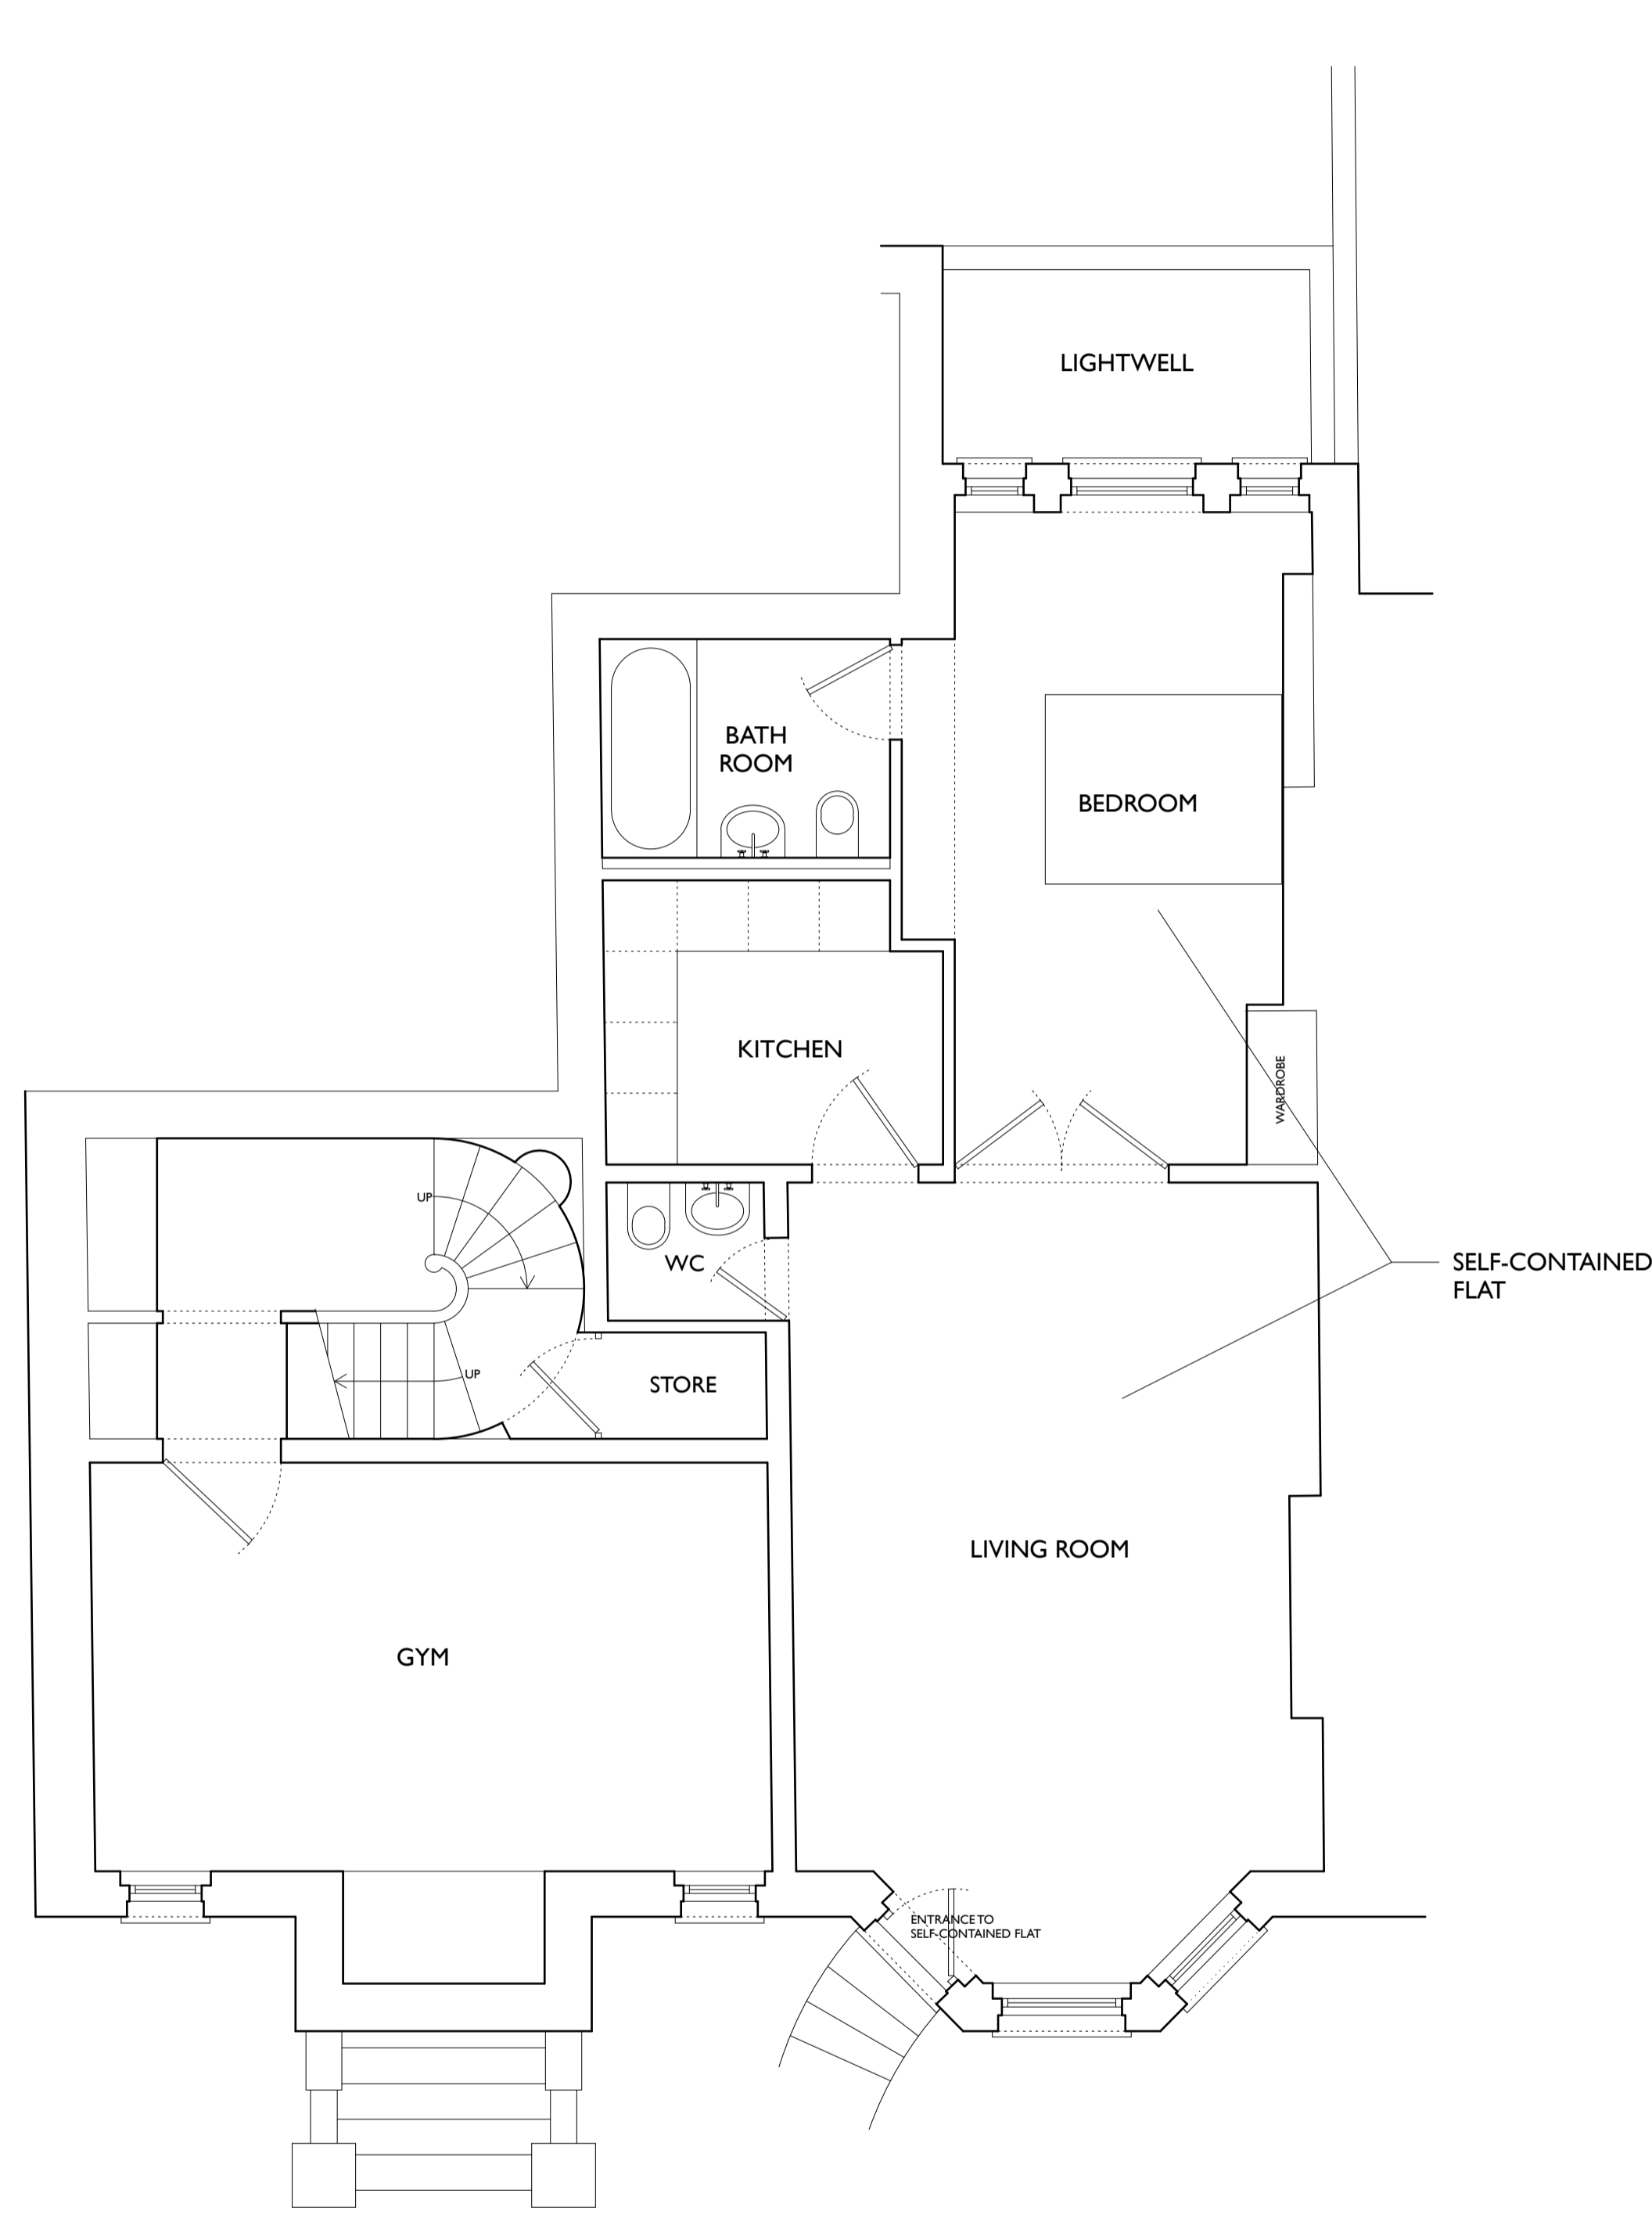 LIGHTWELL
BATH
ROOM
BEDROOM
KITCHEN
WARDROBE
UP
WC
SELF-CONTAINED
FLAT
UP
STORE
LIVING ROOM
GYM
ENTRANCE TO
SELF-CONTAINED FLAT